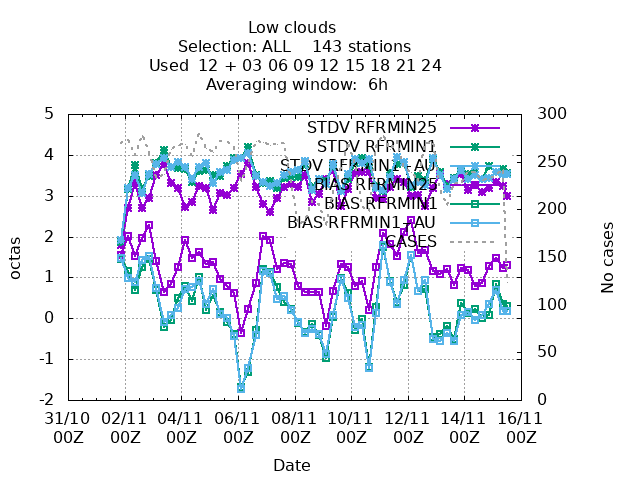 Low clouds
Selection: ALL    143 stations
Used  12 + 03 06 09 12 15 18 21 24
Averaging window:  6h
5 300
STDV RFRMIN25
STDV RFRMIN1
4 250
STDV RFRMIN1+AU
BIAS RFRMIN25
3 BIAS RFRMIN1 200
BIAS RFRMIN1+AU
2 CASES
1 150
0 100
-1 50
-2 0
octas
No cases
31/10 02/11 04/11 06/11 08/11 10/11 12/11 14/11 16/11
00Z 00Z 00Z 00Z 00Z 00Z 00Z 00Z 00Z
Date